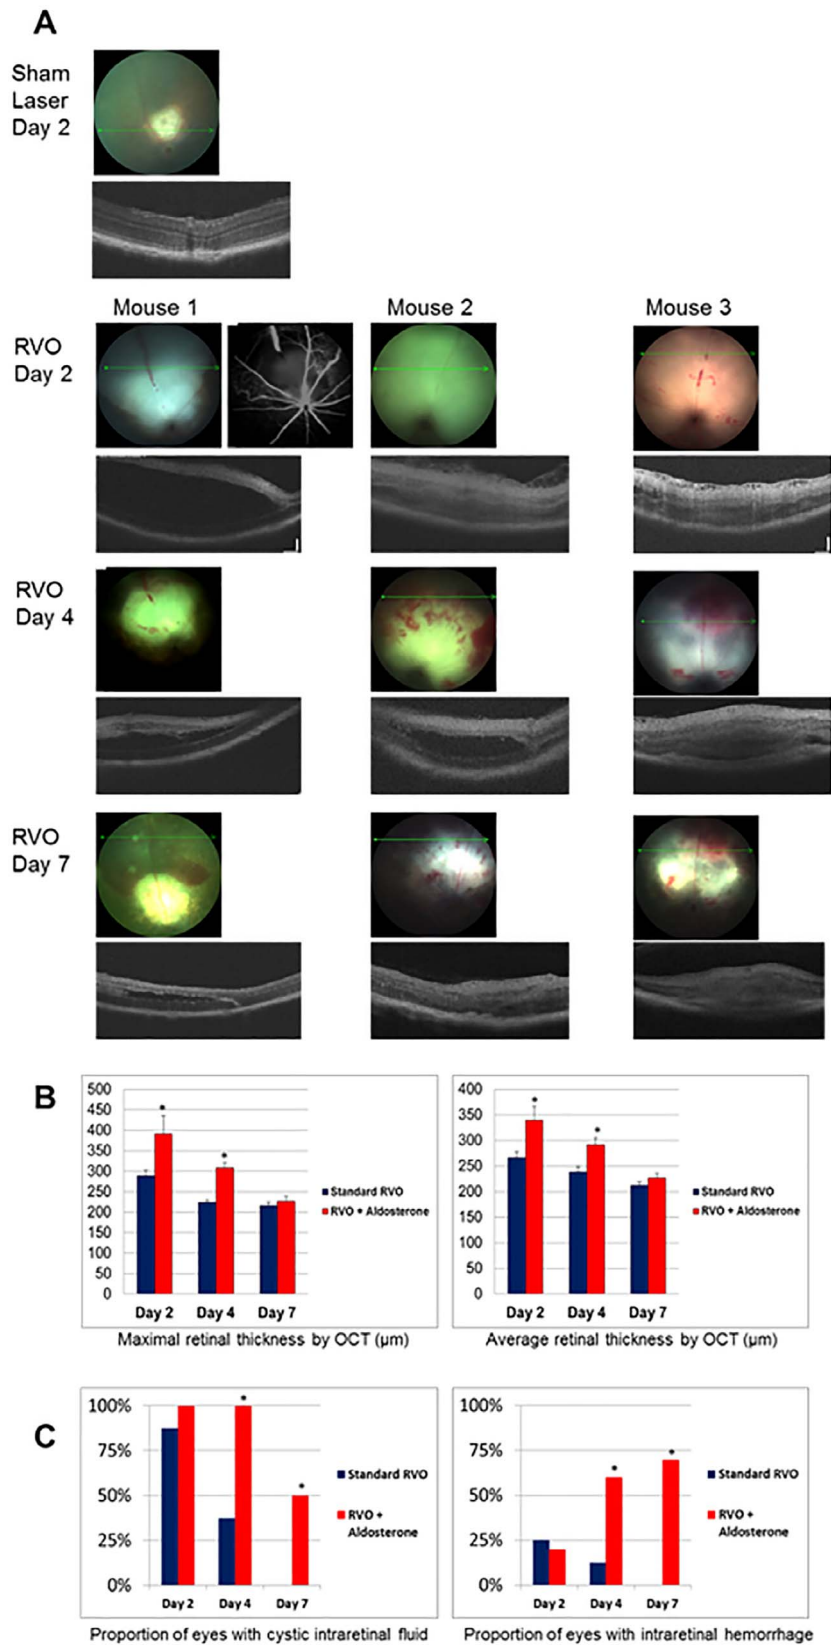 A
Sham
Laser
Day 2
Mouse 1
Mouse 2
Mouse 3
RVO
Day 2
RVO
Day 4
RVO
Day 7
B
500
450
400
350
300
250
200
150
100
50
0
*
*
Day 2
Day 4
Day 7
Standard RVO
RVO + Aldosterone
Maximal retinal thickness by OCT (μm)
400
350
300
250
200
150
100
50
0
*
*
Day 2
Day 4
Day 7
Standard RVO
RVO + Aldosterone
Average retinal thickness by OCT (μm)
C
100%
75%
50%
25%
0%
*
*
Day 2
Day 4
Day 7
Standard RVO
RVO +
Aldosterone
Proportion of eyes with cystic intraretinal fluid
100%
75%
50%
25%
0%
*
*
Day 2
Day 4
Day 7
Standard RVO
RVO +
Aldosterone
Proportion of eyes with intraretinal hemorrhage